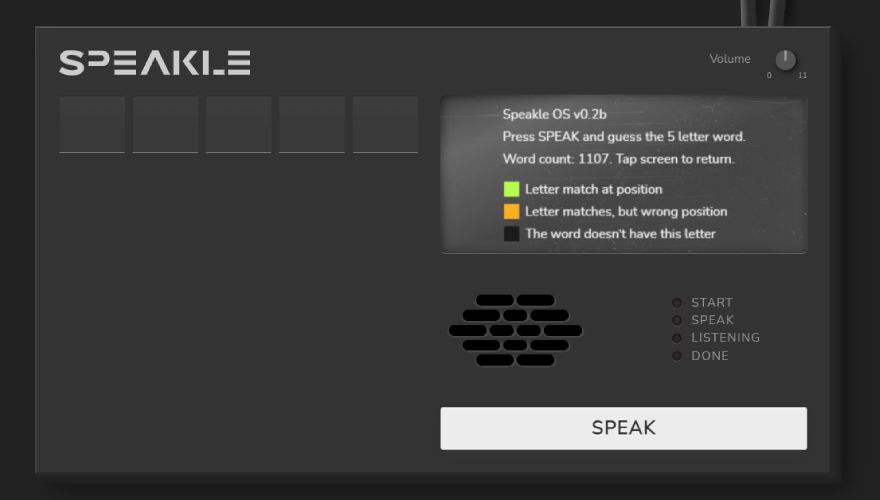 SPEAKLE
Volume
0 11
Speakle OS v0.2b
Press SPEAK and guess the 5 letter word.
Word count: 1107. Tap screen to return.
Letter match at position
Letter matches, but wrong position
The word doesn't have this letter
START
SPEAK
LISTENING
DONE
SPEAK